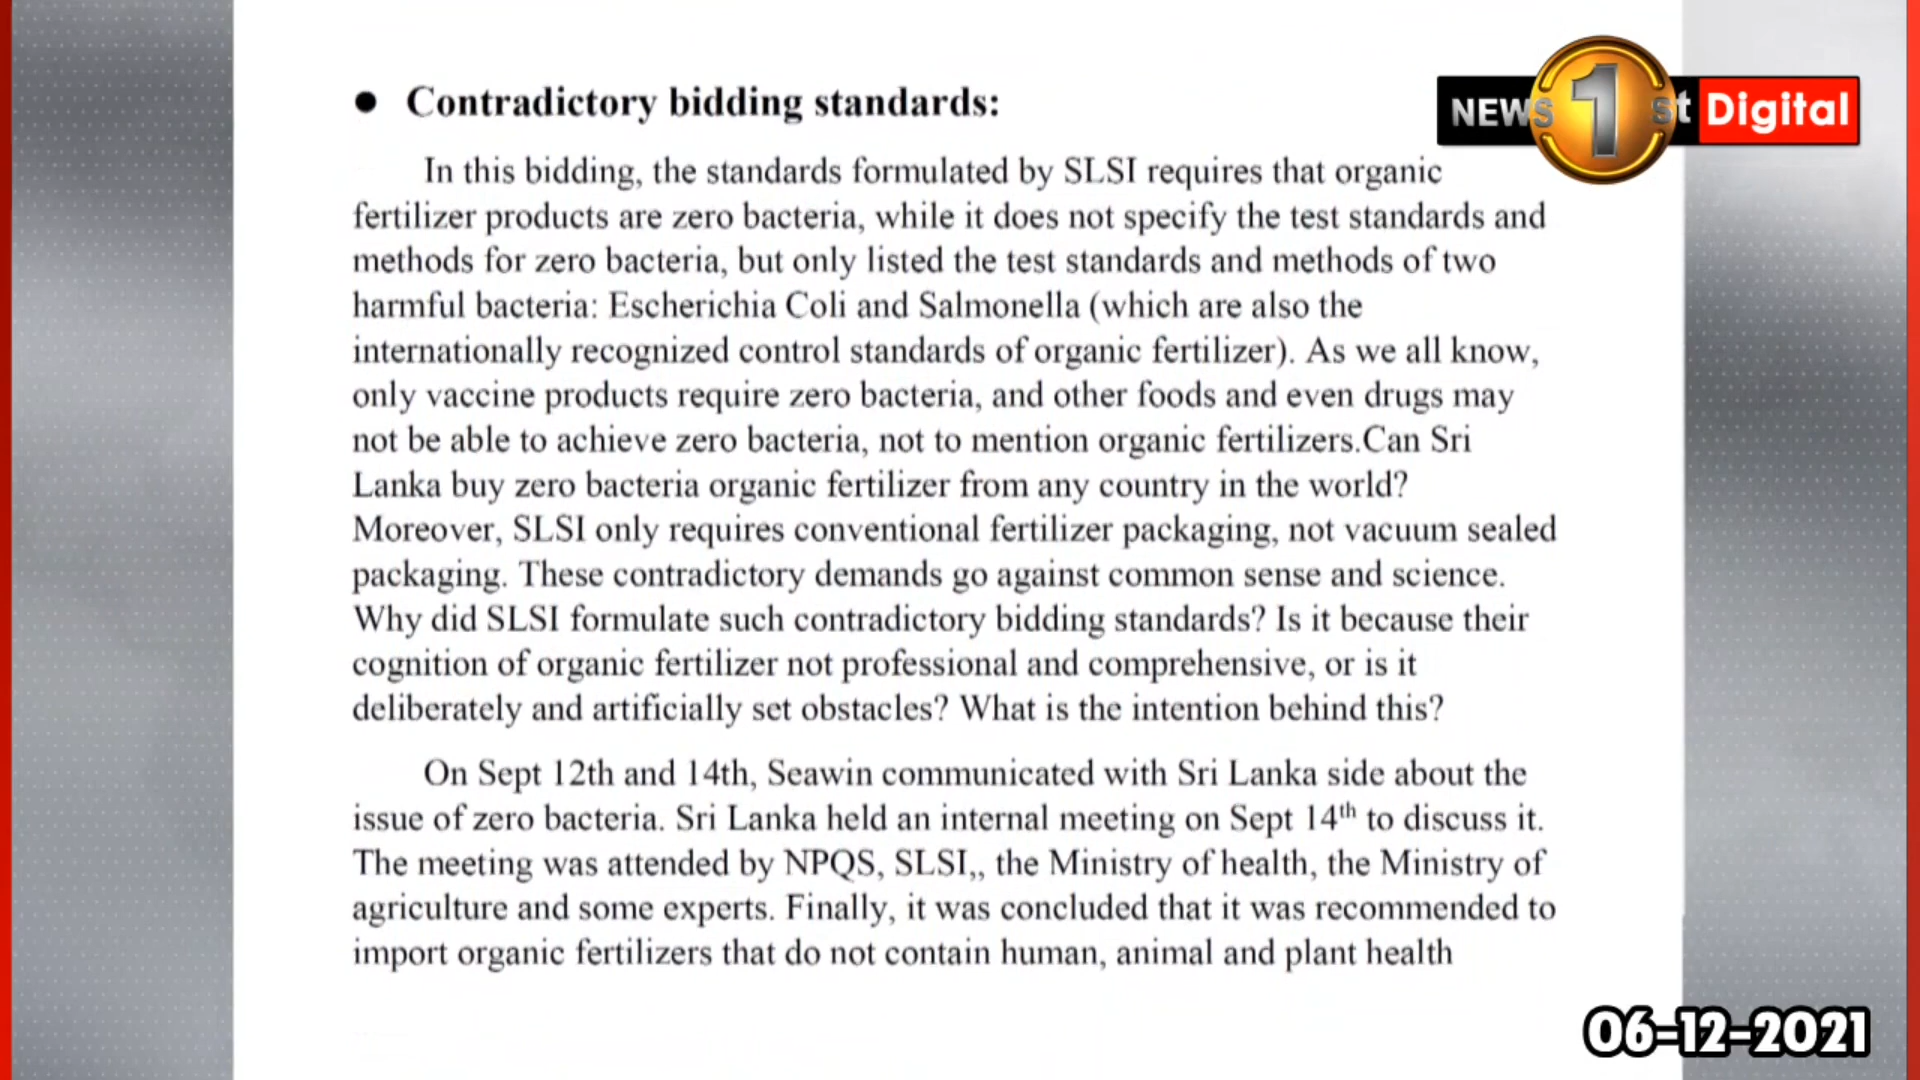 NEWS 1st Digital
● Contradictory bidding standards:
In this bidding, the standards formulated by SLSI requires that organic
fertilizer products are zero bacteria, while it does not specify the test standards and
methods for zero bacteria, but only listed the test standards and methods of two
harmful bacteria: Escherichia Coli and Salmonella (which are also the
internationally recognized control standards of organic fertilizer). As we all know,
only vaccine products require zero bacteria, and other foods and even drugs may
not be able to achieve zero bacteria, not to mention organic fertilizers.Can Sri
Lanka buy zero bacteria organic fertilizer from any country in the world?
Moreover, SLSI only requires conventional fertilizer packaging, not vacuum sealed
packaging. These contradictory demands go against common sense and science.
Why did SLSI formulate such contradictory bidding standards? Is it because their
cognition of organic fertilizer not professional and comprehensive, or is it
deliberately and artificially set obstacles? What is the intention behind this?
On Sept 12th and 14th, Seawin communicated with Sri Lanka side about the
issue of zero bacteria. Sri Lanka held an internal meeting on Sept 14th to discuss it.
The meeting was attended by NPQS, SLSI,, the Ministry of health, the Ministry of
agriculture and some experts. Finally, it was concluded that it was recommended to
import organic fertilizers that do not contain human, animal and plant health
06-12-2021